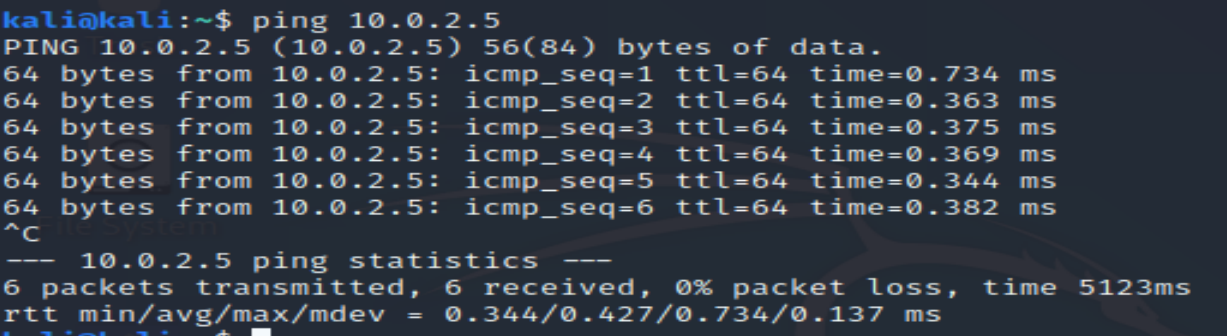 kali@kali:~$ ping 10.0.2.5
PING 10.0.2.5 (10.0.2.5) 56(84) bytes of data.
64 bytes from 10.0.2.5: icmp_seq=1 ttl=64 time=0.734 ms
64 bytes from 10.0.2.5: icmp_seq=2 ttl=64 time=0.363 ms
64 bytes from 10.0.2.5: icmp_seq=3 ttl=64 time=0.375 ms
64 bytes from 10.0.2.5: icmp_seq=4 ttl=64 time=0.369 ms
64 bytes from 10.0.2.5: icmp_seq=5 ttl=64 time=0.344 ms
64 bytes from 10.0.2.5: icmp_seq=6 ttl=64 time=0.382 ms
^C
File System
--- 10.0.2.5 ping statistics ---
6 packets transmitted, 6 received, 0% packet loss, time 5123ms
rtt min/avg/max/mdev = 0.344/0.427/0.734/0.137 ms